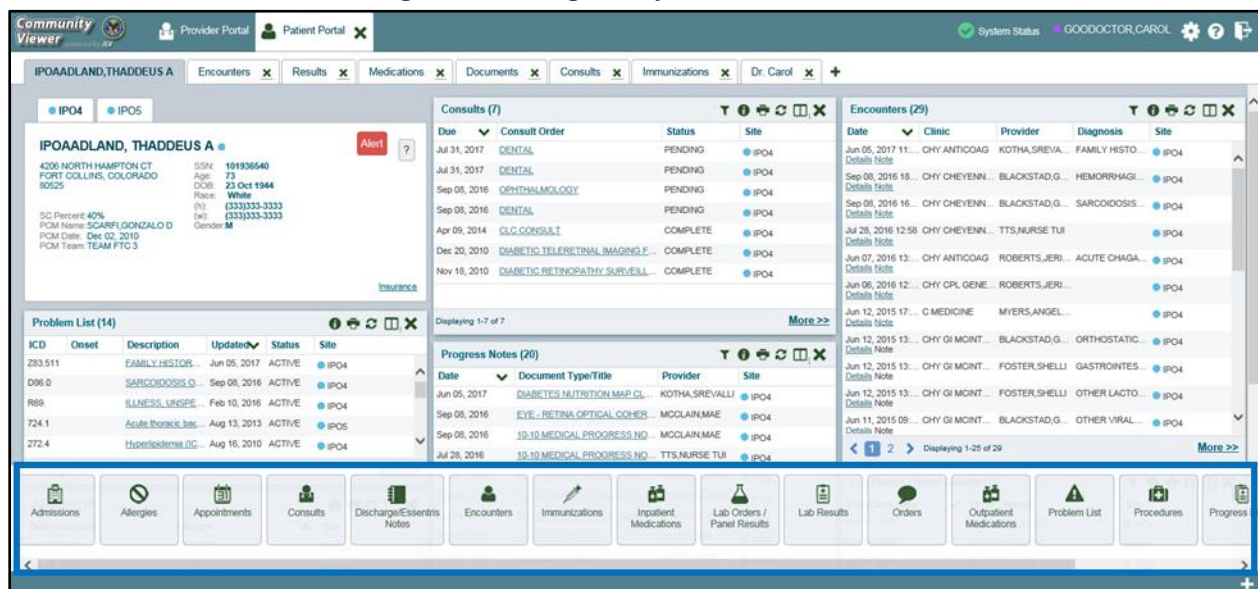 Community
Viewer
Provider Portal
Patient Portal
System Status
GOODOCTOR,CAROL
IPOAADLAND,THADDEUS A
Encounters
Results
Medications
Documents
Consults
Immunizations
Dr. Carol
IPO4
IPO5
IPOAADLAND, THADDEUS A
Alert
?
4206 NORTH HAMPTON CT
FORT COLLINS, COLORADO
80525
SSN: 101936540
Age: 73
DOB: 23 Oct 1944
Race: White
(h): (333)333-3333
(w): (333)333-3333
Gender:M
SC Percent:40%
PCM Name:SCARFI,GONZALO D
PCM Date: Dec 02, 2010
PCM Team:TEAM FTC 3
Insurance
Problem List (14)
ICD Onset Description Updated Status Site
Z83.511 FAMILY HISTOR... Jun 05, 2017 ACTIVE IPO4
D86.0 SARCOIDOSIS O... Sep 08, 2016 ACTIVE IPO4
R69. ILLNESS, UNSPE... Feb 10, 2016 ACTIVE IPO4
724.1 Acute thoracic bac... Aug 13, 2013 ACTIVE IPO5
272.4 Hyperlipidemia (IC... Aug 16, 2010 ACTIVE IPO4
Consults (7)
Due Consult Order Status Site
Jul 31, 2017 DENTAL PENDING IPO4
Jul 31, 2017 DENTAL PENDING IPO4
Sep 08, 2016 OPHTHALMOLOGY PENDING IPO4
Sep 08, 2016 DENTAL PENDING IPO4
Apr 09, 2014 CLC CONSULT COMPLETE IPO4
Dec 20, 2010 DIABETIC TELERETINAL IMAGING F... COMPLETE IPO4
Nov 18, 2010 DIABETIC RETINOPATHY SURVEILL... COMPLETE IPO4
Displaying 1-7 of 7
More >>
Progress Notes (20)
Date Document Type/Title Provider Site
Jun 05, 2017 DIABETES NUTRITION MAP CL... KOTHA,SREVALLI IPO4
Sep 08, 2016 EYE - RETINA OPTICAL COHER... MCCLAIN,MAE IPO4
Sep 08, 2016 10-10 MEDICAL PROGRESS NO... MCCLAIN,MAE IPO4
Jul 28, 2016 10-10 MEDICAL PROGRESS NO... TTS,NURSE TUI IPO4
Encounters (29)
Date Clinic Provider Diagnosis Site
Jun 05, 2017 11:... CHY ANTICOAG KOTHA,SREVA... FAMILY HISTO... IPO4
Details Note
Sep 08, 2016 18... CHY CHEYENN... BLACKSTAD,G... HEMORRHAGI... IPO4
Details Note
Sep 08, 2016 16... CHY CHEYENN... BLACKSTAD,G... SARCOIDOSIS... IPO4
Details Note
Jul 28, 2016 12:58 CHY CHEYENN... TTS,NURSE TUI IPO4
Details Note
Jun 07, 2016 13:... CHY ANTICOAG ROBERTS,JERI... ACUTE CHAGA... IPO4
Details Note
Jun 06, 2016 12:... CHY CPL GENE... ROBERTS,JERI... IPO4
Details Note
Jun 12, 2015 17:... C MEDICINE MYERS,ANGEL... IPO4
Details Note
Jun 12, 2015 13:... CHY GI MCINT... BLACKSTAD,G... ORTHOSTATIC... IPO4
Details Note
Jun 12, 2015 13:... CHY GI MCINT... FOSTER,SHELLI GASTROINTES... IPO4
Details Note
Jun 12, 2015 13:... CHY GI MCINT... FOSTER,SHELLI OTHER LACTO... IPO4
Details Note
Jun 11, 2015 09:... CHY GI MCINT... BLACKSTAD,G... OTHER VIRAL... IPO4
Details Note
1 2 Displaying 1-25 of 29
More >>
Admissions
Allergies
Appointments
Consults
Discharge/Essentris
Notes
Encounters
Immunizations
Inpatient
Medications
Lab Orders /
Panel Results
Lab Results
Orders
Outpatient
Medications
Problem List
Procedures
Progress